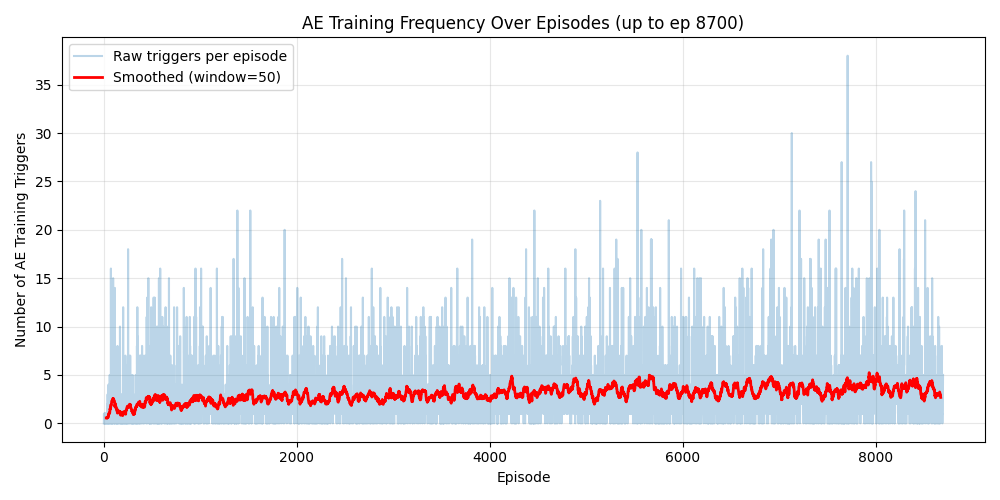 AE Training Frequency Over Episodes (up to ep 8700)
Raw triggers per episode
Smoothed (window=50)
Number of AE Training Triggers
35
30
25
20
15
10
5
0
0 2000 4000 6000 8000
Episode